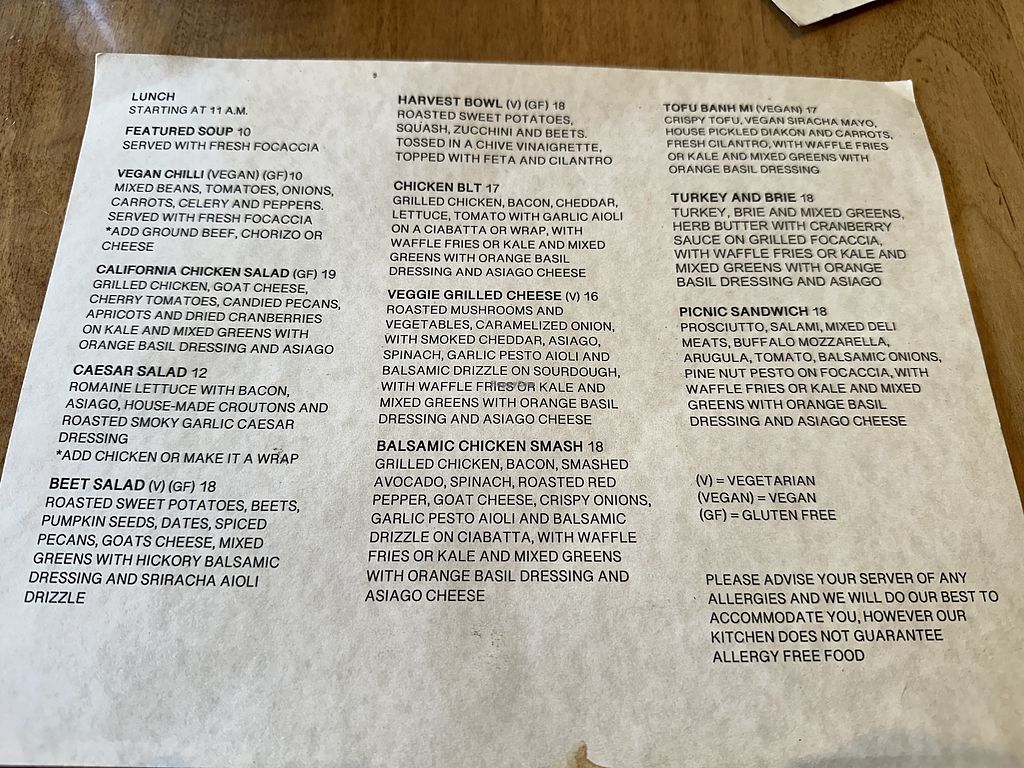 LUNCH
STARTING AT 11 A.M.
FEATURED SOUP 10
SERVED WITH FRESH FOCACCIA
VEGAN CHILLI (VEGAN) (GF)10
MIXED BEANS, TOMATOES, ONIONS,
CARROTS, CELERY AND PEPPERS.
SERVED WITH FRESH FOCACCIA
*ADD GROUND BEEF, CHORIZO OR
CHEESE
CALIFORNIA CHICKEN SALAD (GF) 19
GRILLED CHICKEN, GOAT CHEESE,
CHERRY TOMATOES, CANDIED PECANS,
APRICOTS AND DRIED CRANBERRIES
ON KALE AND MIXED GREENS WITH
ORANGE BASIL DRESSING AND ASIAGO
CAESAR SALAD 12
ROMAINE LETTUCE WITH BACON,
ASIAGO, HOUSE-MADE CROUTONS AND
ROASTED SMOKY GARLIC CAESAR
DRESSING
*ADD CHICKEN OR MAKE IT A WRAP
BEET SALAD (V) (GF) 18
ROASTED SWEET POTATOES, BEETS,
PUMPKIN SEEDS, DATES, SPICED
PECANS, GOATS CHEESE, MIXED
GREENS WITH HICKORY BALSAMIC
DRESSING AND SRIRACHA AIOLI
DRIZZLE
HARVEST BOWL (V) (GF) 18
ROASTED SWEET POTATOES,
SQUASH, ZUCCHINI AND BEETS.
TOSSED IN A CHIVE VINAIGRETTE,
TOPPED WITH FETA AND CILANTRO
CHICKEN BLT 17
GRILLED CHICKEN, BACON, CHEDDAR,
LETTUCE, TOMATO WITH GARLIC AIOLI
ON A CIABATTA OR WRAP, WITH
WAFFLE FRIES OR KALE AND MIXED
GREENS WITH ORANGE BASIL
DRESSING AND ASIAGO CHEESE
VEGGIE GRILLED CHEESE (V) 16
ROASTED MUSHROOMS AND
VEGETABLES, CARAMELIZED ONION,
WITH SMOKED CHEDDAR, ASIAGO,
SPINACH, GARLIC PESTO AIOLI AND
BALSAMIC DRIZZLE ON SOURDOUGH,
WITH WAFFLE FRIES OR KALE AND
MIXED GREENS WITH ORANGE BASIL
DRESSING AND ASIAGO CHEESE
BALSAMIC CHICKEN SMASH 18
GRILLED CHICKEN, BACON, SMASHED
AVOCADO, SPINACH, ROASTED RED
PEPPER, GOAT CHEESE, CRISPY ONIONS,
GARLIC PESTO AIOLI AND BALSAMIC
DRIZZLE ON CIABATTA, WITH WAFFLE
FRIES OR KALE AND MIXED GREENS
WITH ORANGE BASIL DRESSING AND
ASIAGO CHEESE
TOFU BANH MI (VEGAN) 17
CRISPY TOFU, VEGAN SIRACHA MAYO,
HOUSE PICKLED DIAKON AND CARROTS,
FRESH CILANTRO, WITH WAFFLE FRIES
OR KALE AND MIXED GREENS WITH
ORANGE BASIL DRESSING
TURKEY AND BRIE 18
TURKEY, BRIE AND MIXED GREENS,
HERB BUTTER WITH CRANBERRY
SAUCE ON GRILLED FOCACCIA,
WITH WAFFLE FRIES OR KALE AND
MIXED GREENS WITH ORANGE
BASIL DRESSING AND ASIAGO
PICNIC SANDWICH 18
PROSCIUTTO, SALAMI, MIXED DELI
MEATS, BUFFALO MOZZARELLA,
ARUGULA, TOMATO, BALSAMIC ONIONS,
PINE NUT PESTO ON FOCACCIA, WITH
WAFFLE FRIES OR KALE AND MIXED
GREENS WITH ORANGE BASIL
DRESSING AND ASIAGO CHEESE
(V) = VEGETARIAN
(VEGAN) = VEGAN
(GF) = GLUTEN FREE
PLEASE ADVISE YOUR SERVER OF ANY
ALLERGIES AND WE WILL DO OUR BEST TO
ACCOMMODATE YOU, HOWEVER OUR
KITCHEN DOES NOT GUARANTEE
ALLERGY FREE FOOD